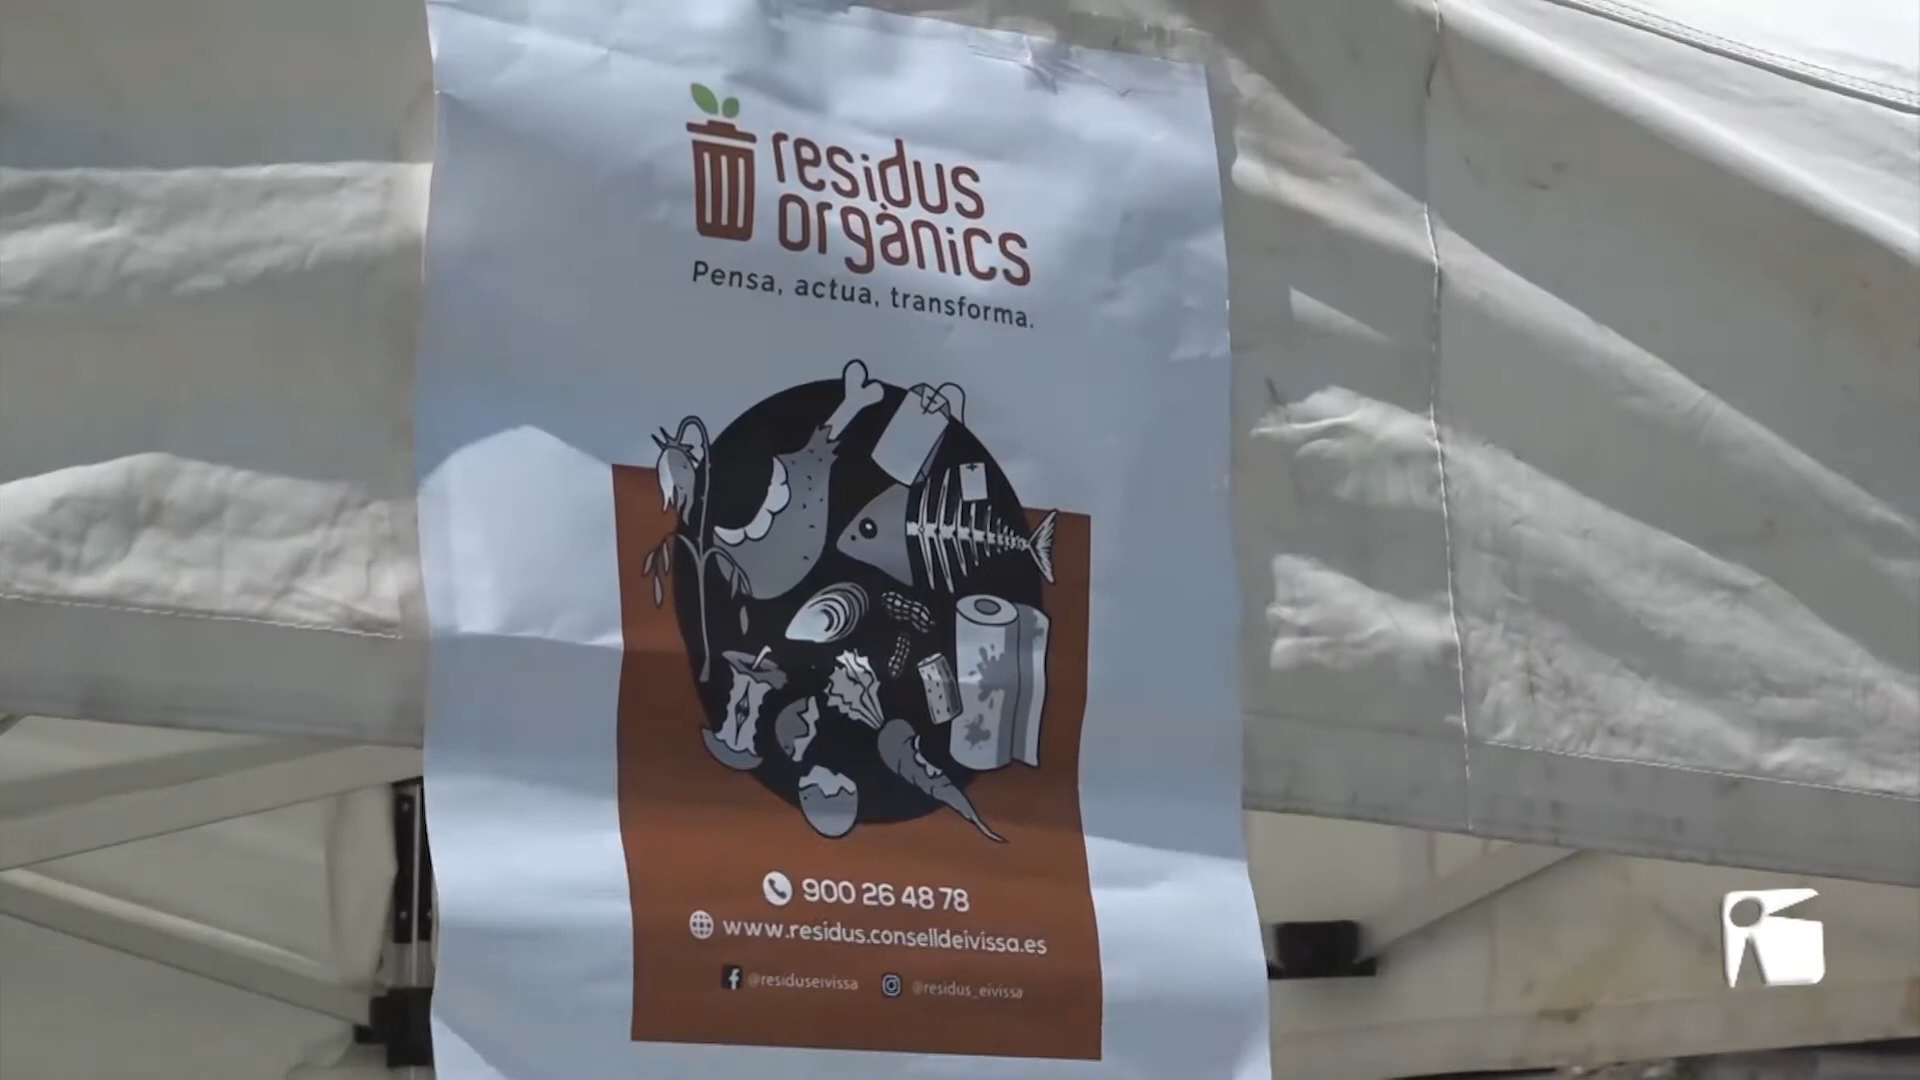 residus
orgànics
Pensa, actua, transforma.
900 26 48 78
www.residus.conselldeivissa.es
@residuseivissa @residus_eivissa